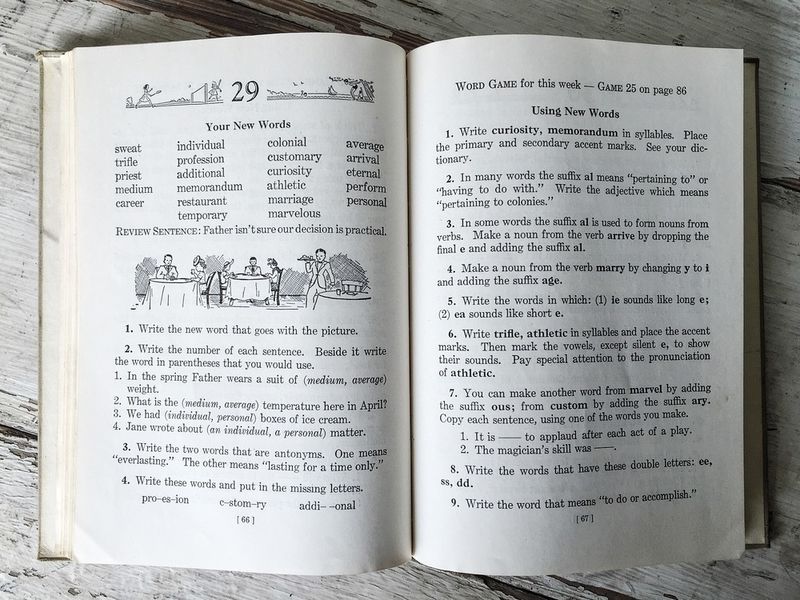 29
Your New Words
sweat individual colonial average
trifle profession customary arrival
priest additional curiosity eternal
medium memorandum athletic perform
career restaurant marriage personal
temporary marvelous
REVIEW SENTENCE: Father isn't sure our decision is practical.
1. Write the new word that goes with the picture.
2. Write the number of each sentence. Beside it write
the word in parentheses that you would use.
1. In the spring Father wears a suit of (medium, average)
weight.
2. What is the (medium, average) temperature here in April?
3. We had (individual, personal) boxes of ice cream.
4. Jane wrote about (an individual, a personal) matter.
3. Write the two words that are antonyms. One means
"everlasting." The other means "lasting for a time only."
4. Write these words and put in the missing letters.
pro–es–ion c–stom–ry addi– –onal
[ 66 ]
WORD GAME for this week — GAME 25 on page 86
Using New Words
1. Write curiosity, memorandum in syllables. Place
the primary and secondary accent marks. See your dic-
tionary.
2. In many words the suffix al means "pertaining to" or
"having to do with." Write the adjective which means
"pertaining to colonies."
3. In some words the suffix al is used to form nouns from
verbs. Make a noun from the verb arrive by dropping the
final e and adding the suffix al.
4. Make a noun from the verb marry by changing y to i
and adding the suffix age.
5. Write the words in which: (1) ie sounds like long e;
(2) ea sounds like short e.
6. Write trifle, athletic in syllables and place the accent
marks. Then mark the vowels, except silent e, to show
their sounds. Pay special attention to the pronunciation
of athletic.
7. You can make another word from marvel by adding
the suffix ous; from custom by adding the suffix ary.
Copy each sentence, using one of the words you make.
1. It is —— to applaud after each act of a play.
2. The magician's skill was ——.
8. Write the words that have these double letters: ee,
ss, dd.
9. Write the word that means "to do or accomplish."
[ 67 ]